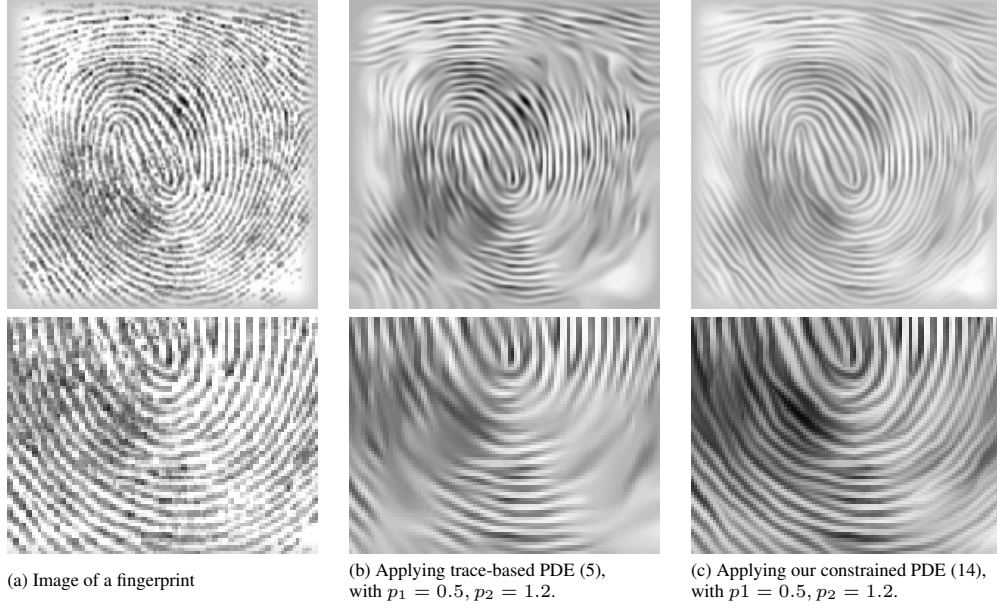 (a) Image of a fingerprint
(b) Applying trace-based PDE (5),
with p₁ = 0.5, p₂ = 1.2.
(c) Applying our constrained PDE (14),
with p1 = 0.5, p₂ = 1.2.